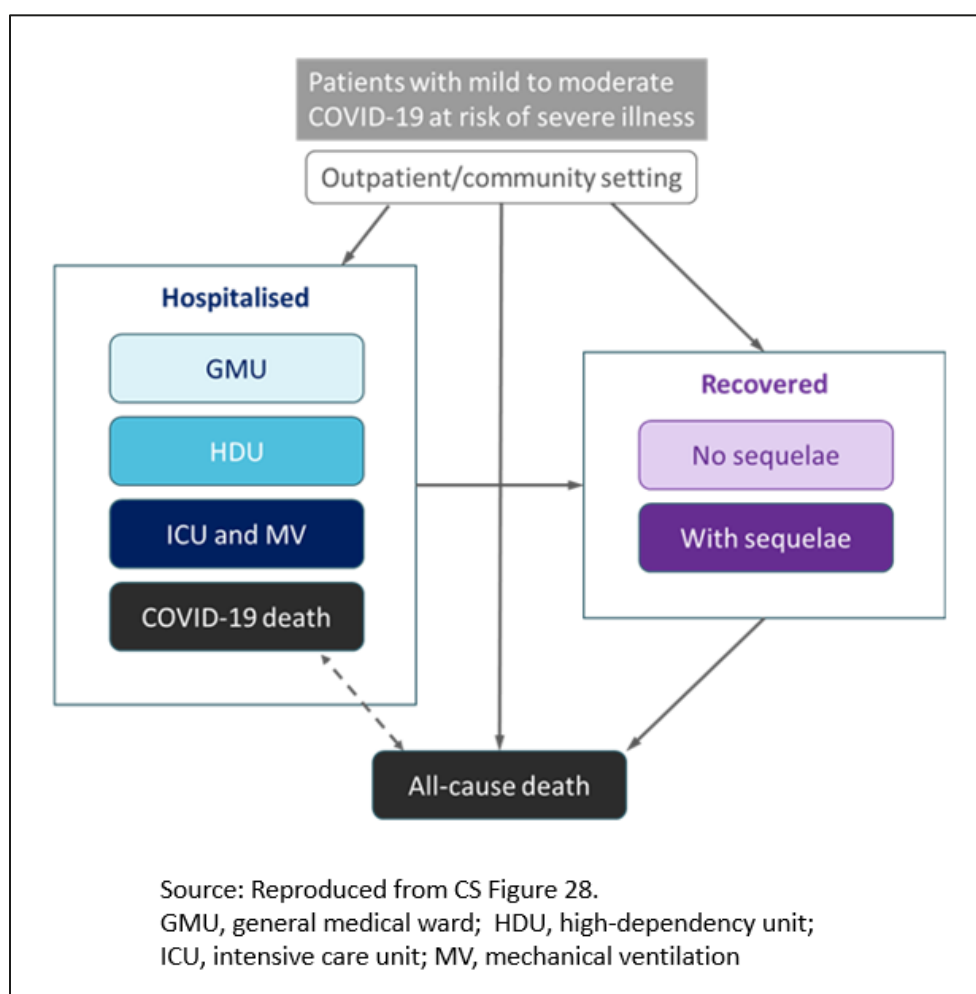 Patients with mild to moderate
COVID-19 at risk of severe illness
Outpatient/community setting
Hospitalised
GMU
HDU
ICU and MV
COVID-19 death
Recovered
No sequelae
With sequelae
All-cause death
Source: Reproduced from CS Figure 28.
GMU, general medical ward;  HDU, high-dependency unit;
ICU, intensive care unit; MV, mechanical ventilation